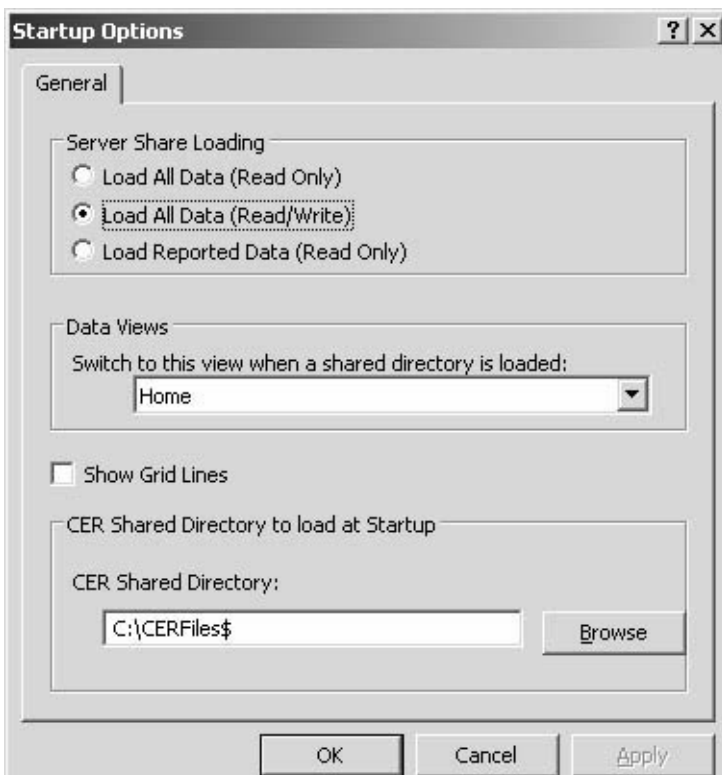 Startup Options
General
Server Share Loading
Load All Data (Read Only)
Load All Data (Read/Write)
Load Reported Data (Read Only)
Data Views
Switch to this view when a shared directory is loaded:
Home
Show Grid Lines
CER Shared Directory to load at Startup
CER Shared Directory:
C:\CERFiles$
Browse
OK Cancel Apply